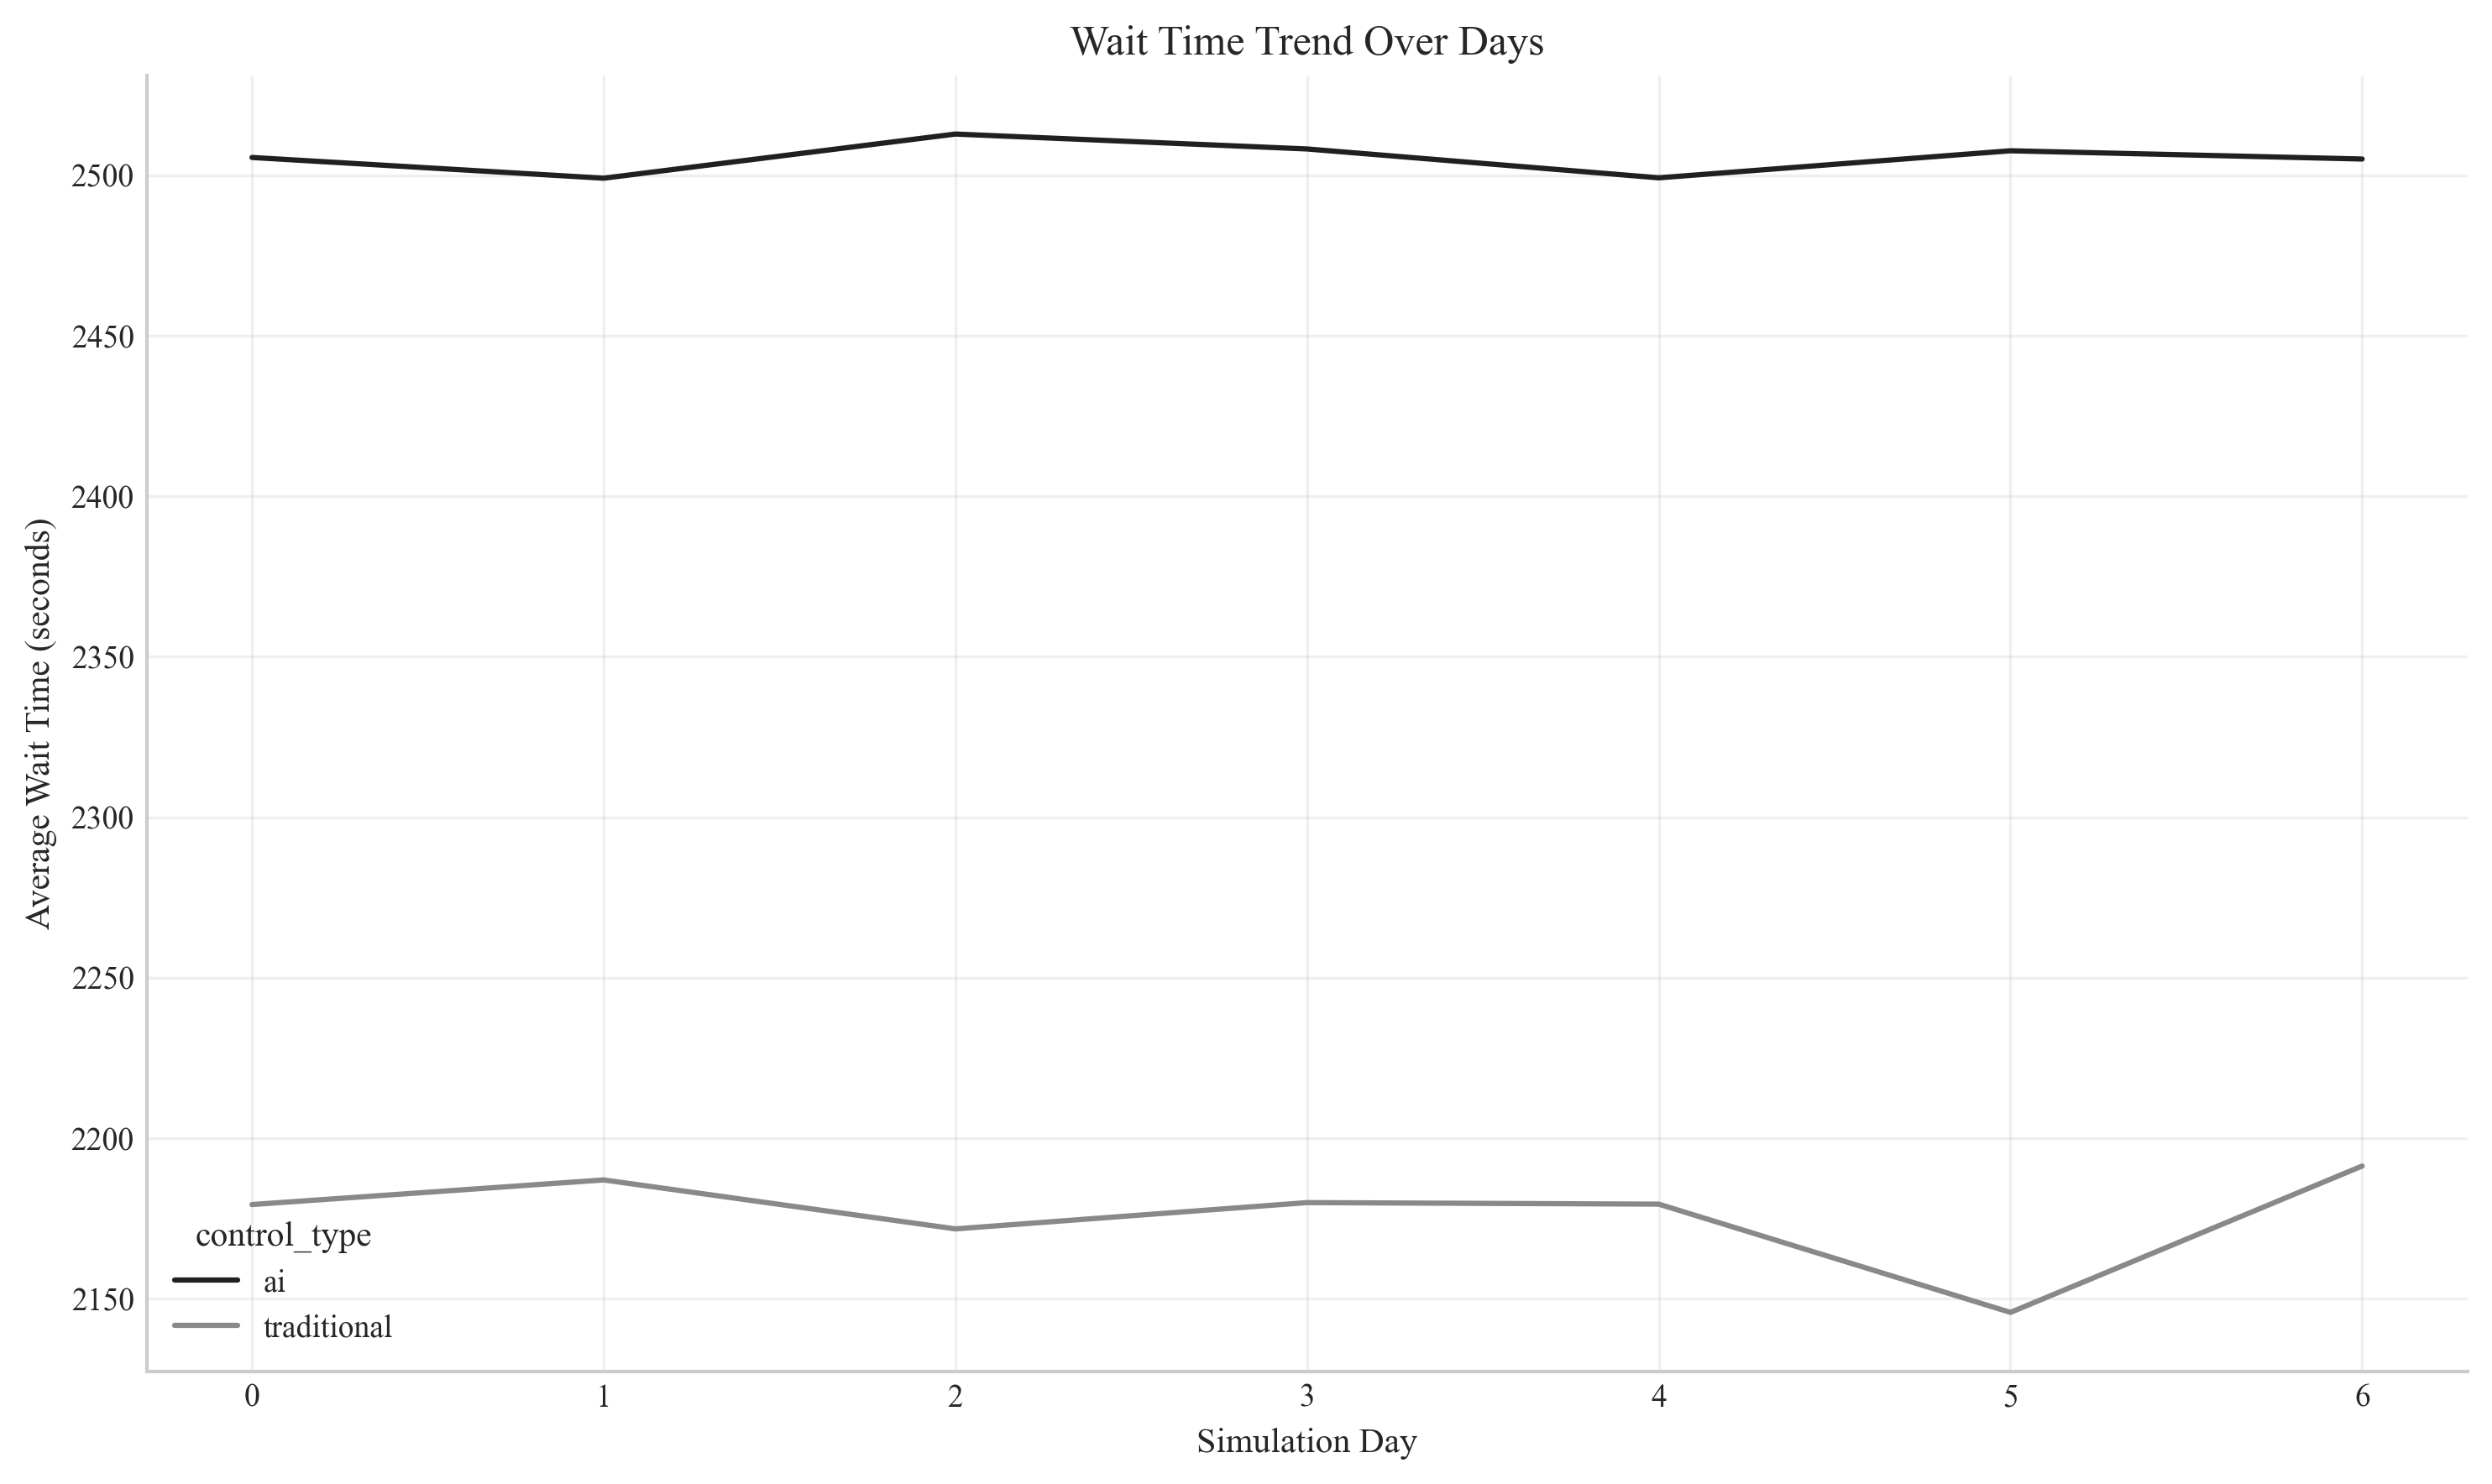 Wait Time Trend Over Days
Average Wait Time (seconds)
2500
2450
2400
2350
2300
2250
2200
2150
control_type
ai
traditional
0 1 2 3 4 5 6
Simulation Day